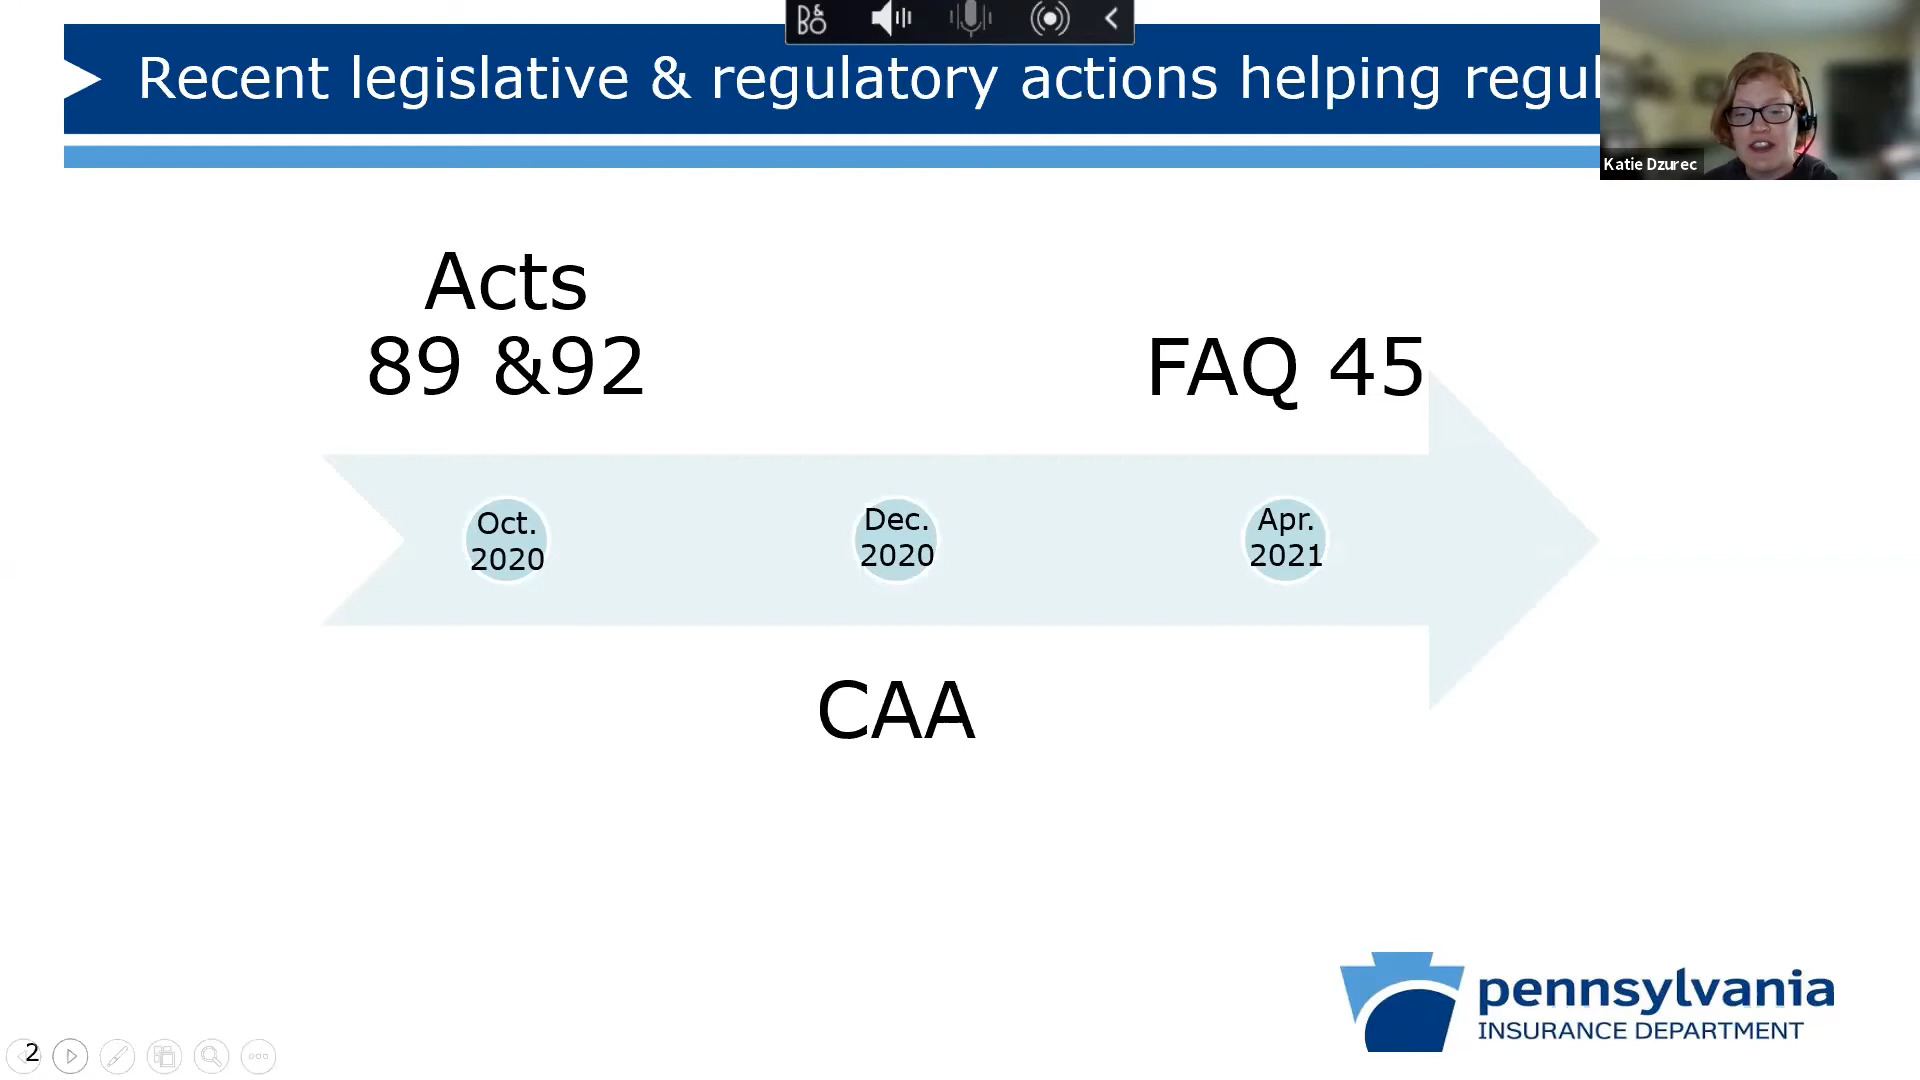 B&O
Recent legislative & regulatory actions helping regul
Katie Dzurec
Acts
89 &92
FAQ 45
Oct.
2020
Dec.
2020
Apr.
2021
CAA
pennsylvania
INSURANCE DEPARTMENT
2